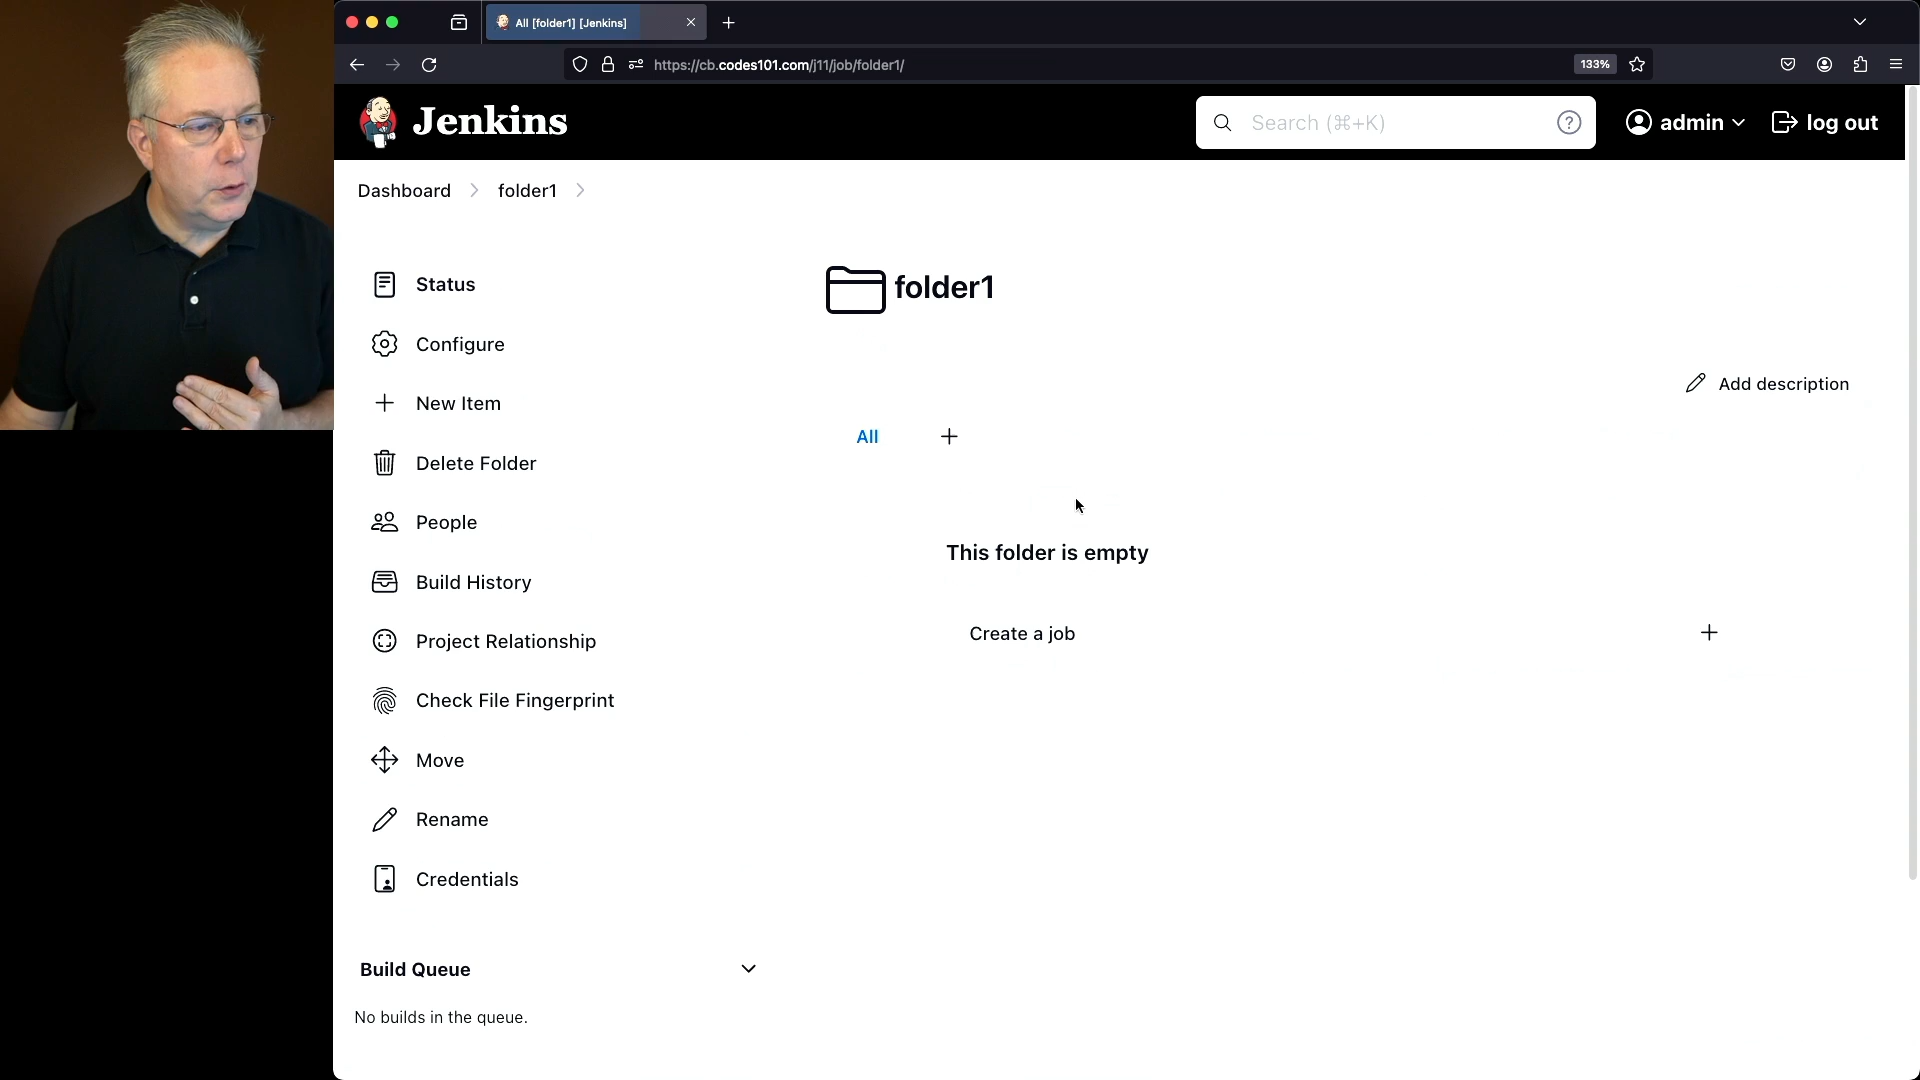 All [folder1] [Jenkins]
https://cb.codes101.com/j11/job/folder1/
133%
Jenkins
Search (⌘+K)
admin
log out
Dashboard
folder1
Status
Configure
New Item
Delete Folder
People
Build History
Project Relationship
Check File Fingerprint
Move
Rename
Credentials
Build Queue
No builds in the queue.
folder1
Add description
All
This folder is empty
Create a job